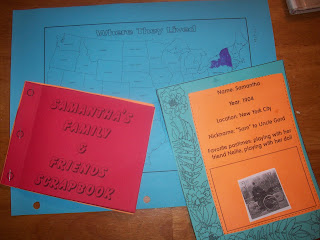 Where They Lived
SAMANTHA'S
FAMILY
&
FRIENDS
SCRAPBOOK
Name: Samantha
Year: 1904
Location: New York City
Nickname: "Sam" to Uncle Gard
Favorite pastimes: playing with her
friend Nellie, playing with her doll